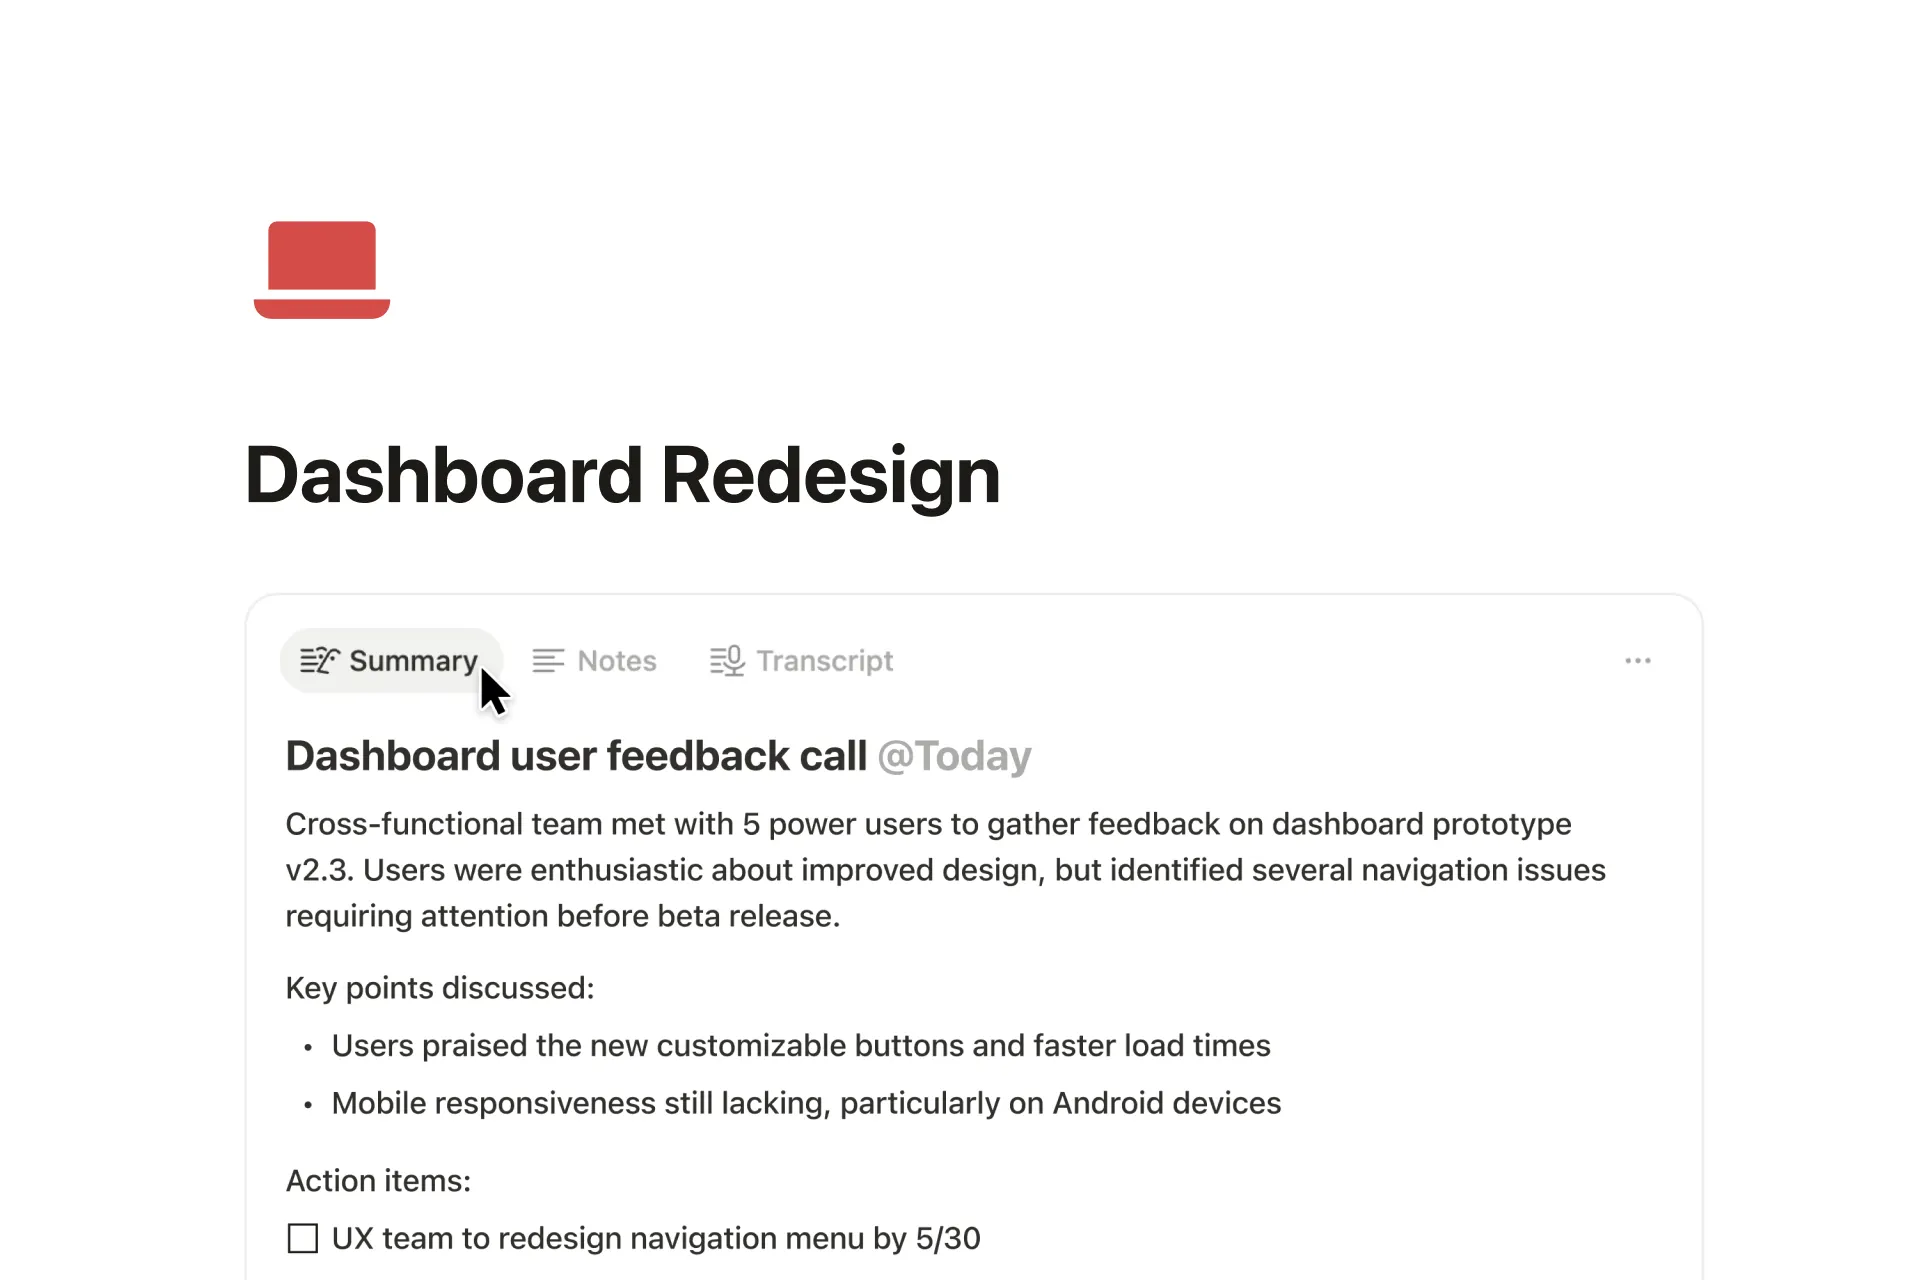 Dashboard Redesign
Summary Notes Transcript
Dashboard user feedback call @Today
Cross-functional team met with 5 power users to gather feedback on dashboard prototype
v2.3. Users were enthusiastic about improved design, but identified several navigation issues
requiring attention before beta release.
Key points discussed:
• Users praised the new customizable buttons and faster load times
• Mobile responsiveness still lacking, particularly on Android devices
Action items:
UX team to redesign navigation menu by 5/30